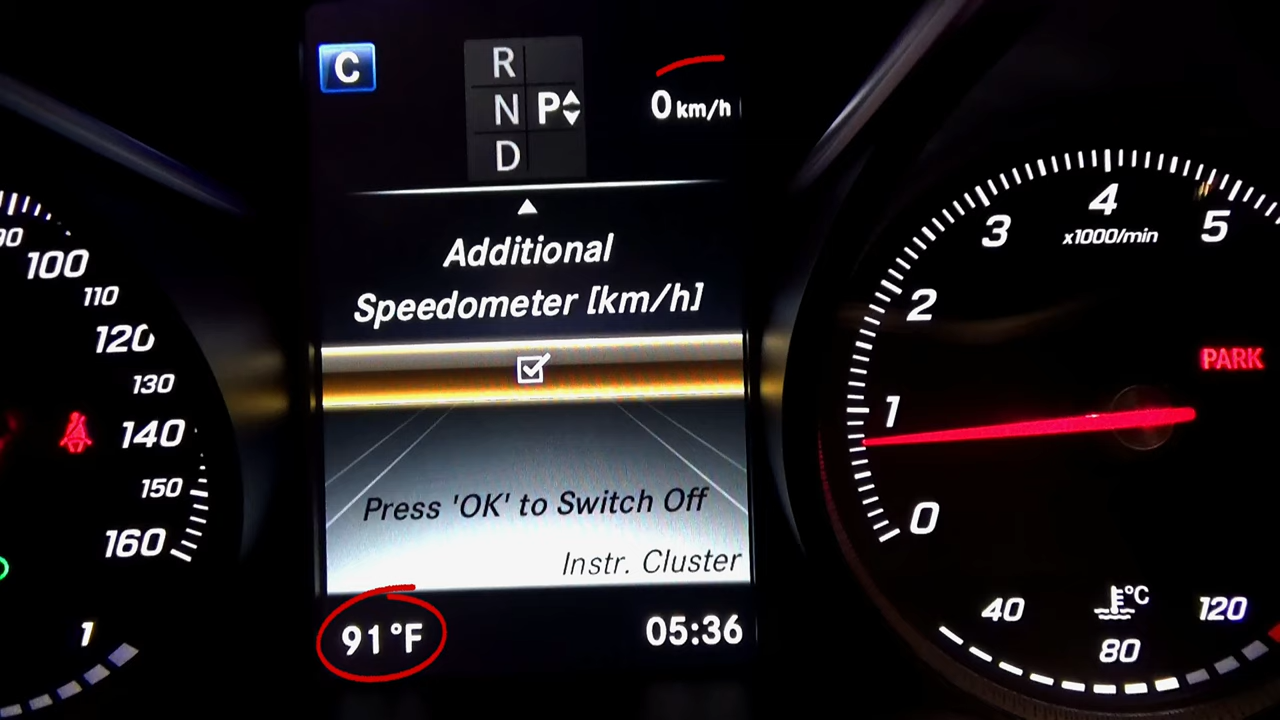 C
R
N P
D
0 km/h
Additional
Speedometer [km/h]
Press 'OK' to Switch Off
Instr. Cluster
91°F
05:36
100
110
120
130
140
150
160
1
0
1
2
3
4
5
x1000/min
PARK
40
80
120
°C